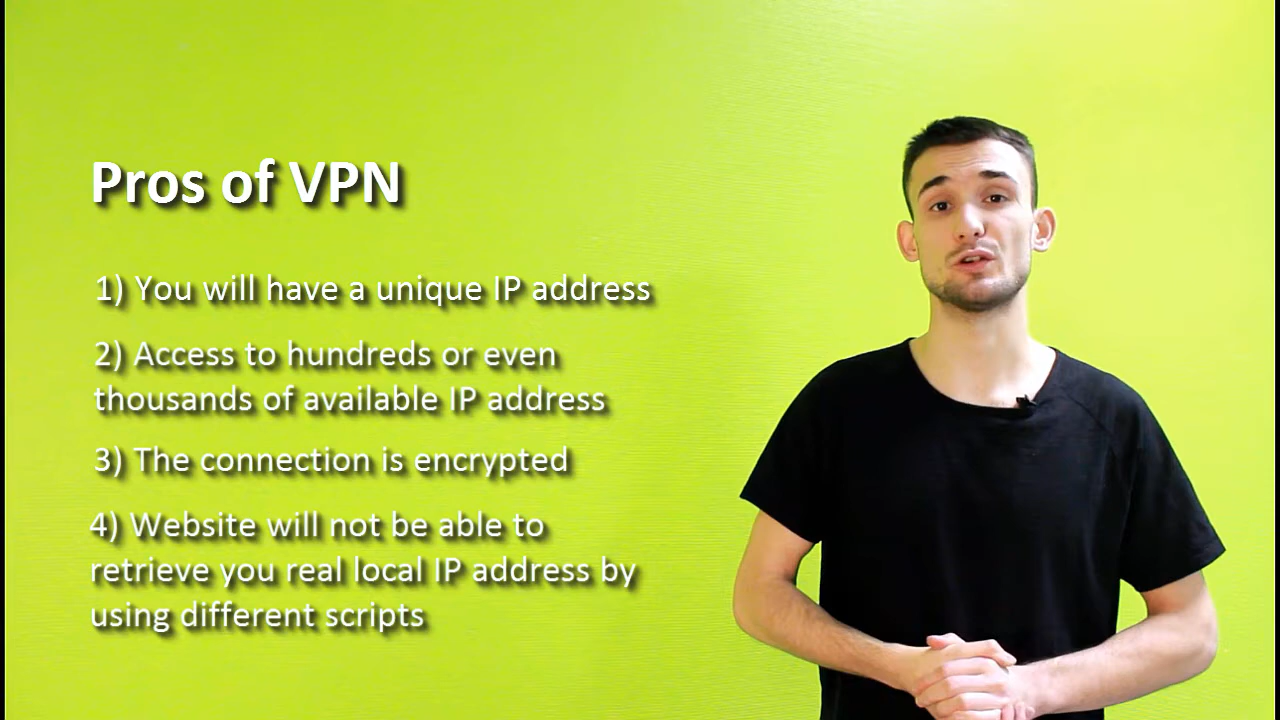 Pros of VPN
1) You will have a unique IP address
2) Access to hundreds or even
thousands of available IP address
3) The connection is encrypted
4) Website will not be able to
retrieve you real local IP address by
using different scripts